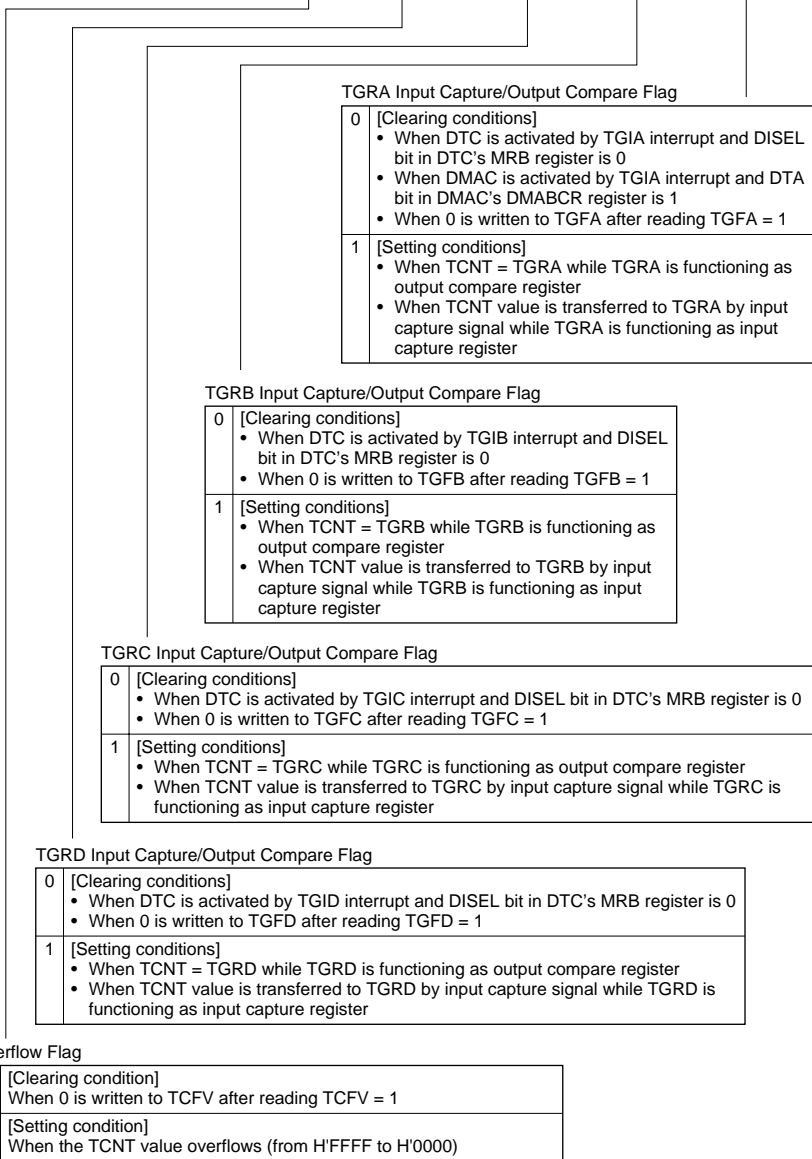 TGRA Input Capture/Output Compare Flag
0 [Clearing conditions]
• When DTC is activated by TGIA interrupt and DISEL
bit in DTC's MRB register is 0
• When DMAC is activated by TGIA interrupt and DTA
bit in DMAC's DMABCR register is 1
• When 0 is written to TGFA after reading TGFA = 1
1 [Setting conditions]
• When TCNT = TGRA while TGRA is functioning as
output compare register
• When TCNT value is transferred to TGRA by input
capture signal while TGRA is functioning as input
capture register
TGRB Input Capture/Output Compare Flag
0 [Clearing conditions]
• When DTC is activated by TGIB interrupt and DISEL
bit in DTC's MRB register is 0
• When 0 is written to TGFB after reading TGFB = 1
1 [Setting conditions]
• When TCNT = TGRB while TGRB is functioning as
output compare register
• When TCNT value is transferred to TGRB by input
capture signal while TGRB is functioning as input
capture register
TGRC Input Capture/Output Compare Flag
0 [Clearing conditions]
• When DTC is activated by TGIC interrupt and DISEL bit in DTC's MRB register is 0
• When 0 is written to TGFC after reading TGFC = 1
1 [Setting conditions]
• When TCNT = TGRC while TGRC is functioning as output compare register
• When TCNT value is transferred to TGRC by input capture signal while TGRC is
functioning as input capture register
TGRD Input Capture/Output Compare Flag
0 [Clearing conditions]
• When DTC is activated by TGID interrupt and DISEL bit in DTC's MRB register is 0
• When 0 is written to TGFD after reading TGFD = 1
1 [Setting conditions]
• When TCNT = TGRD while TGRD is functioning as output compare register
• When TCNT value is transferred to TGRD by input capture signal while TGRD is
functioning as input capture register
erflow Flag
[Clearing condition]
When 0 is written to TCFV after reading TCFV = 1
[Setting condition]
When the TCNT value overflows (from H'FFFF to H'0000)